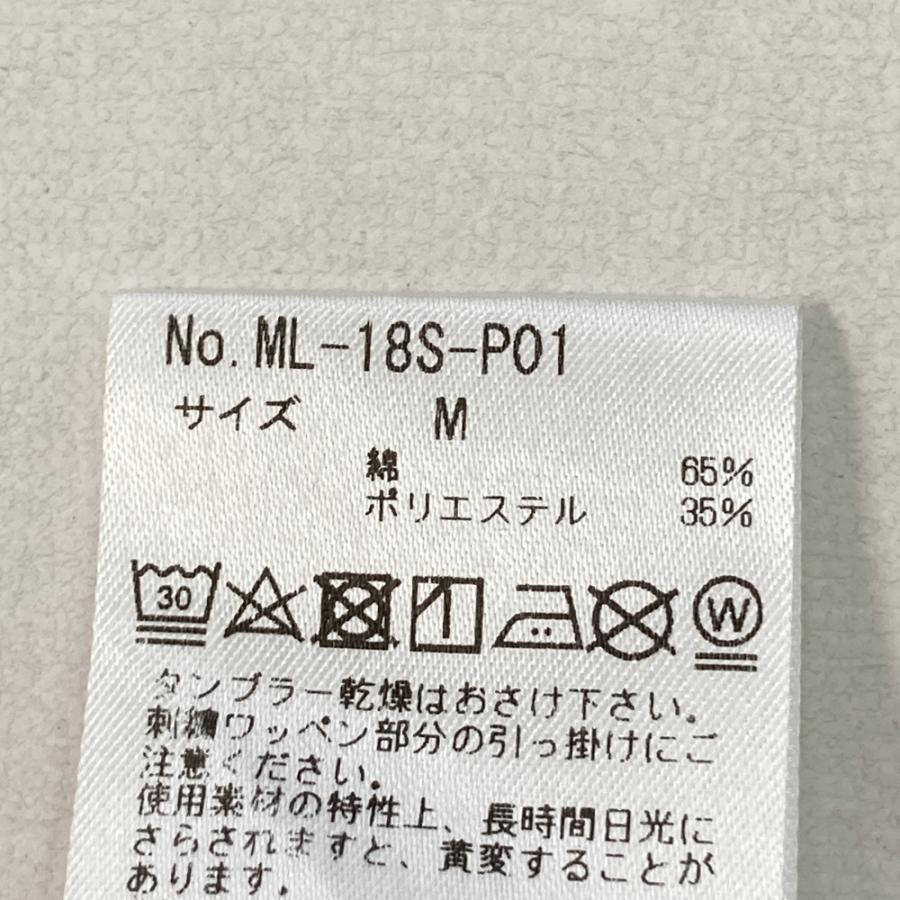 No.ML-18S-P01
サイズ M
綿 65%
ポリエステル 35%
30 W
タンブラー乾燥はおさけ下さい。
刺繍ワッペン部分の引っ掛けにご
注意ください。
使用素材の特性上、長時間日光に
さらされますと、黄変することが
あります。